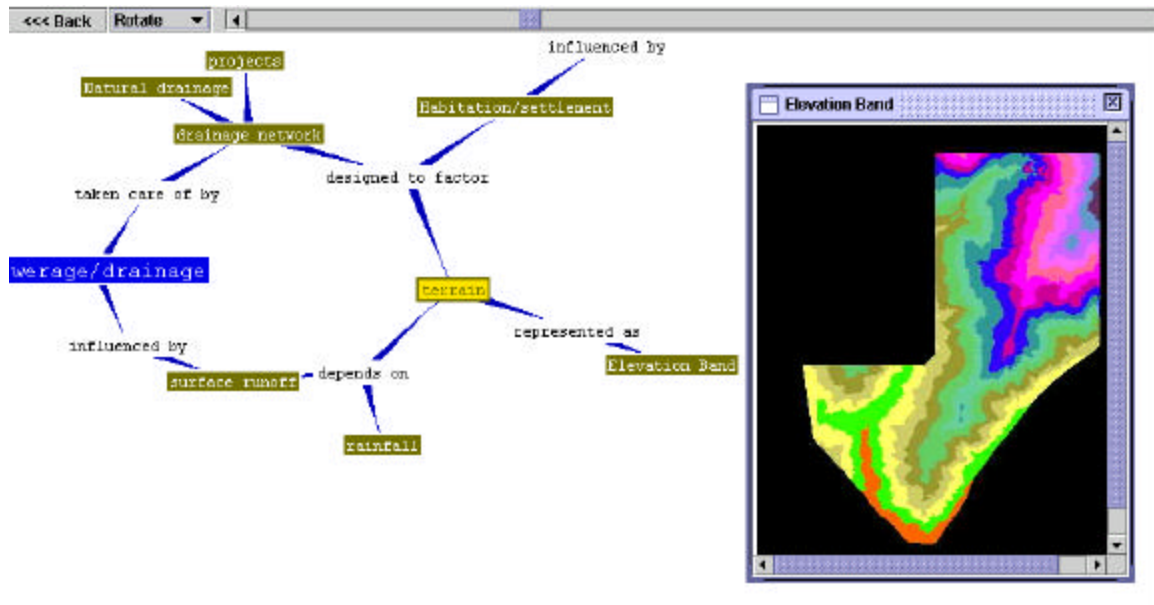 <<< Back Rotate
influenced by
projects
Natural drainage
Habitation/settlement
Elevation Band
drainage network
designed to factor
taken care of by
werage/drainage
terrain
represented as
influenced by
Elevation Band
surface runoff
depends on
rainfall